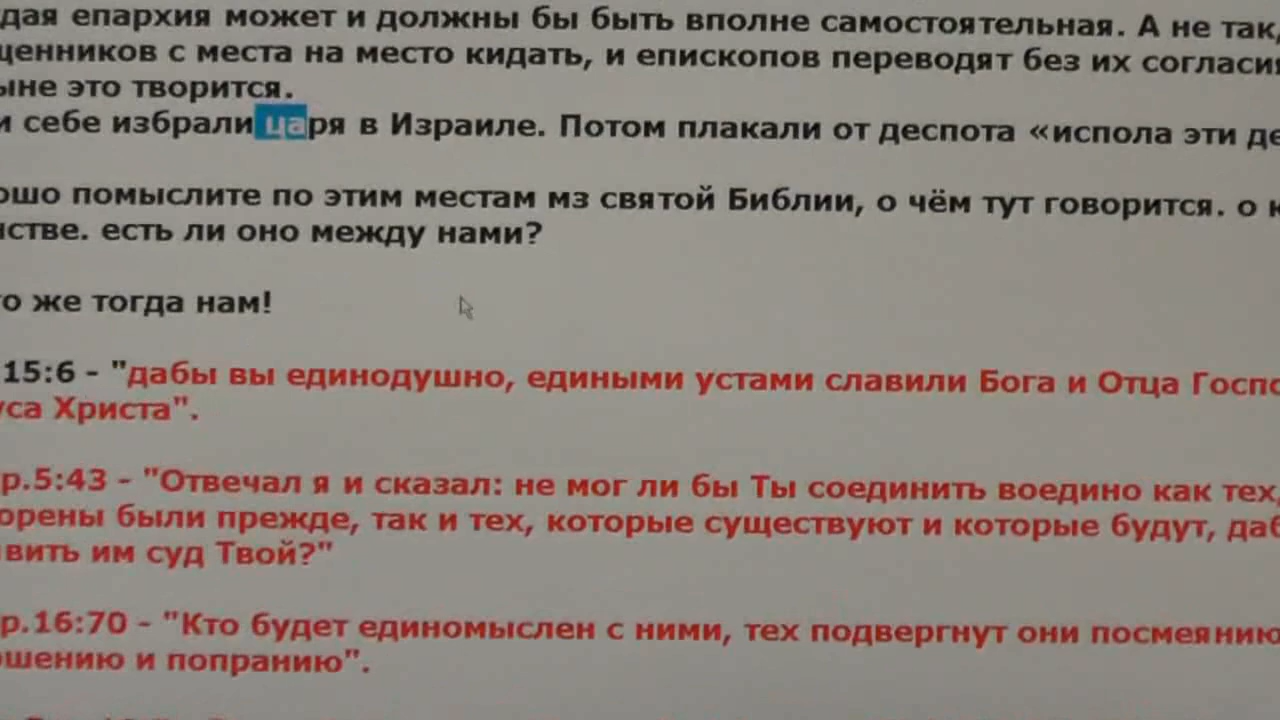 дая епархия может и должны бы быть вполне самостоятельная. А не так,
ценников с места на место кидать, и епископов переводят без их согласия
ыне это творится.
и себе избрали царя в Израиле. Потом плакали от деспота «испола эти де
ошо помыслите по этим местам мз святой Библии, о чём тут говорится. о к
нстве. есть ли оно между нами?
о же тогда нам!
15:6 - "дабы вы единодушно, едиными устами славили Бога и Отца Госпо
уса Христа".
р.5:43 - "Отвечал я и сказал: не мог ли бы Ты соединить воедино как тех,
орены были прежде, так и тех, которые существуют и которые будут, даб
вить им суд Твой?"
р.16:70 - "Кто будет единомыслен с ними, тех подвергнут они посмеянию
ошению и попранию".